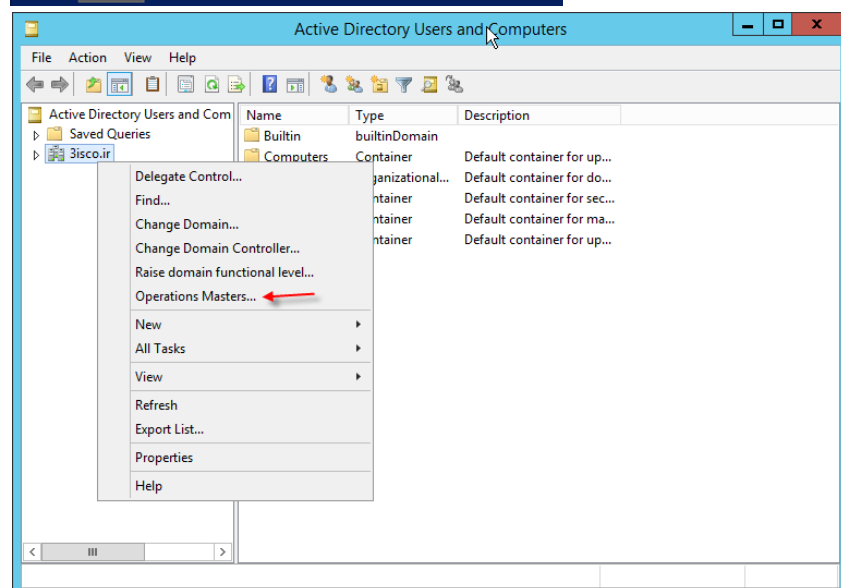 Active Directory Users and Computers
File Action View Help
Active Directory Users and Com
Saved Queries
3isco.ir
Name Type Description
Builtin builtinDomain
Computers Container Default container for up...
ganizational... Default container for do...
ntainer Default container for sec...
ntainer Default container for ma...
ntainer Default container for up...
Delegate Control...
Find...
Change Domain...
Change Domain Controller...
Raise domain functional level...
Operations Masters...
New
All Tasks
View
Refresh
Export List...
Properties
Help